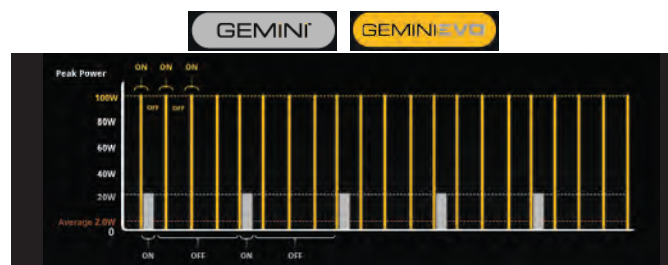 GEMINI
GEMINI EVO
Peak Power
ON ON ON
100W
OFF OFF
80W
60W
40W
20W
Average 2.0W
0
ON OFF ON OFF